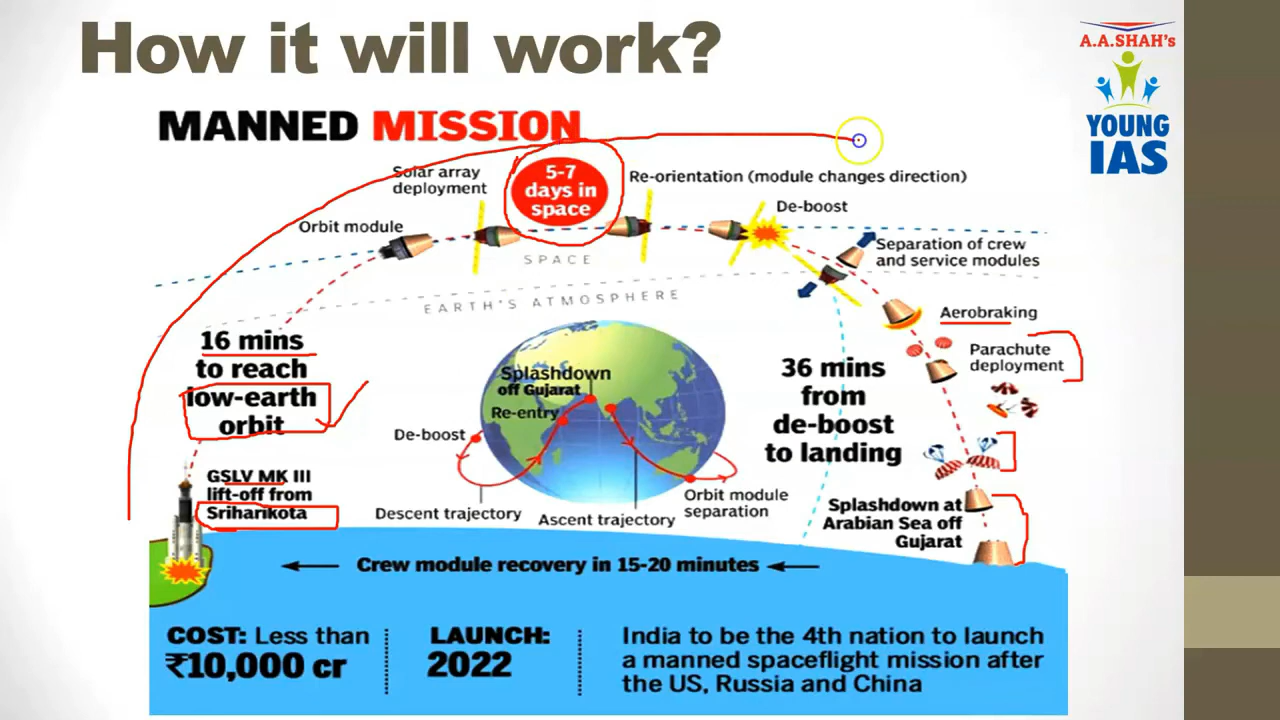 How it will work?
A.A.SHAH's
YOUNG
IAS
MANNED MISSION
Solar array
deployment
5-7
days in
space
Re-orientation (module changes direction)
De-boost
Orbit module
SPACE
Separation of crew
and service modules
EARTH'S ATMOSPHERE
Aerobraking
Parachute
deployment
16 mins
to reach
low-earth
orbit
Splashdown
off Gujarat
Re-entry
De-boost
36 mins
from
de-boost
to landing
GSLV MK III
lift-off from
Sriharikota
Descent trajectory
Ascent trajectory
Orbit module
separation
Splashdown at
Arabian Sea off
Gujarat
Crew module recovery in 15-20 minutes
COST: Less than
₹10,000 cr
LAUNCH:
2022
India to be the 4th nation to launch
a manned spaceflight mission after
the US, Russia and China